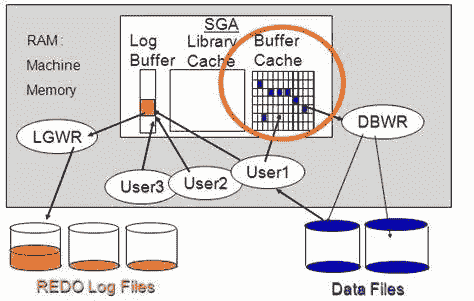 SGA
RAM :
Machine
Memory
Log
Buffer
Library
Cache
Buffer
Cache
LGWR
DBWR
User3
User2
User1
REDO Log Files
Data Files